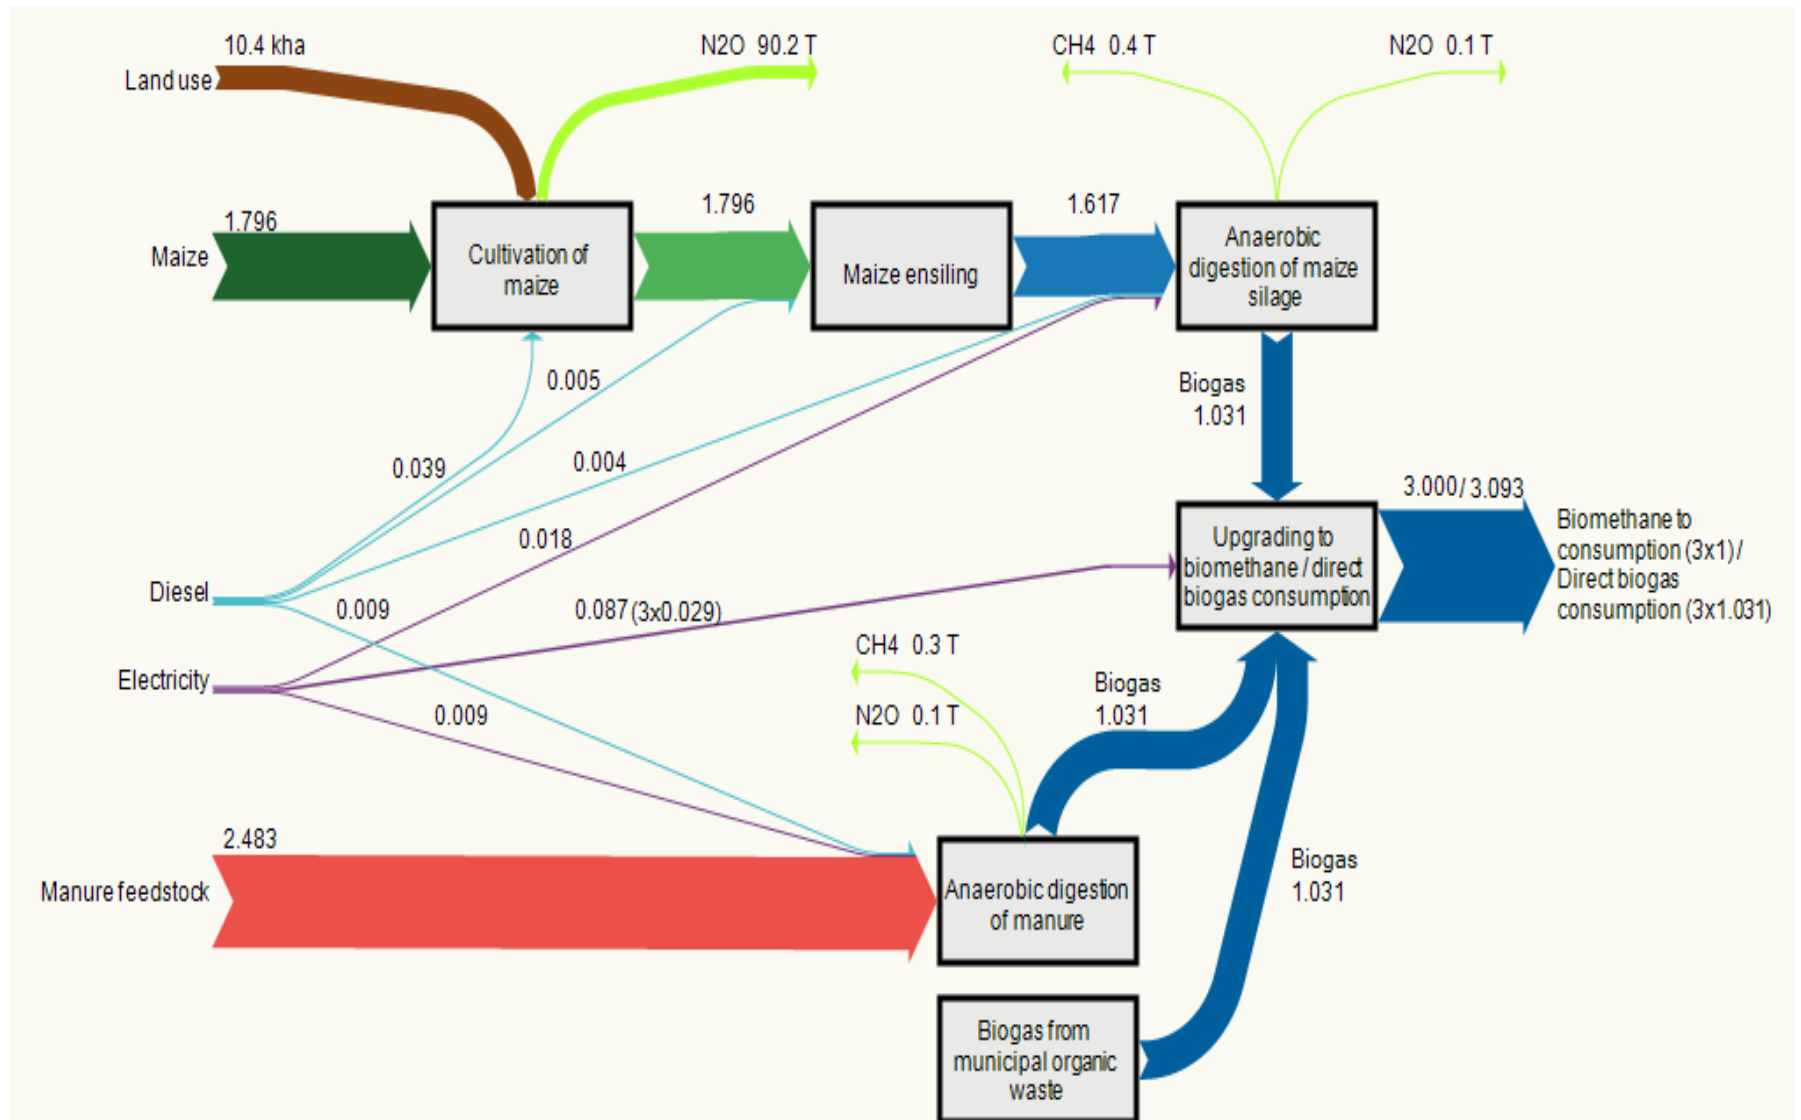 10.4 kha
N2O 90.2 T
CH4 0.4 T
N2O 0.1 T
Land use
1.796
1.796
1.617
Maize
Cultivation of
maize
Maize ensiling
Anaerobic
digestion of maize
silage
0.005
Biogas
1.031
0.039
0.004
0.018
3.000 / 3.093
Biomethane to
consumption (3x1) /
Direct biogas
consumption (3x1.031)
Upgrading to
biomethane / direct
biogas consumption
Diesel
0.009
0.087 (3x0.029)
Electricity
CH4 0.3 T
N2O 0.1 T
0.009
Biogas
1.031
2.483
Manure feedstock
Anaerobic digestion
of manure
Biogas
1.031
Biogas from
municipal organic
waste